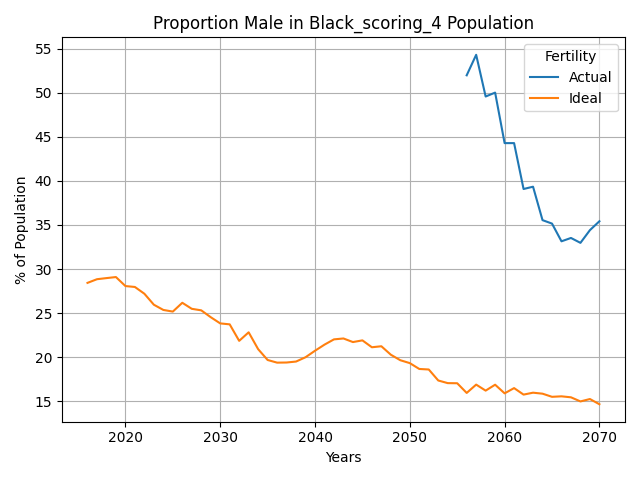 Proportion Male in Black_scoring_4 Population
Fertility
Actual
Ideal
% of Population
55
50
45
40
35
30
25
20
15
2020
2030
2040
2050
2060
2070
Years